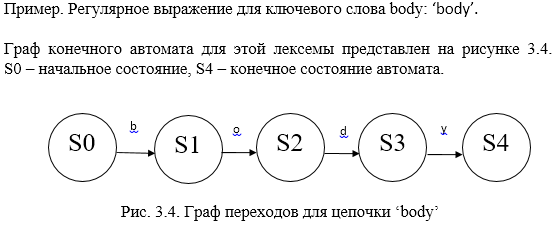 Пример. Регулярное выражение для ключевого слова body: ‘body’.
Граф конечного автомата для этой лексемы представлен на рисунке 3.4.
S0 – начальное состояние, S4 – конечное состояние автомата.
b o d y
S0 S1 S2 S3 S4
Рис. 3.4. Граф переходов для цепочки ‘body’